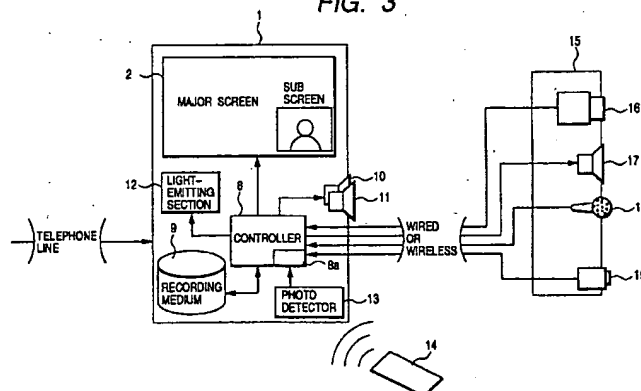 FIG. 3
1
2
MAJOR SCREEN
SUB
SCREEN
15
16
17
12
LIGHT-
EMITTING
SECTION
8
10
11
9
CONTROLLER
8a
WIRED
OR
WIRELESS
TELEPHONE
LINE
RECORDING
MEDIUM
PHOTO
DETECTOR
13
14